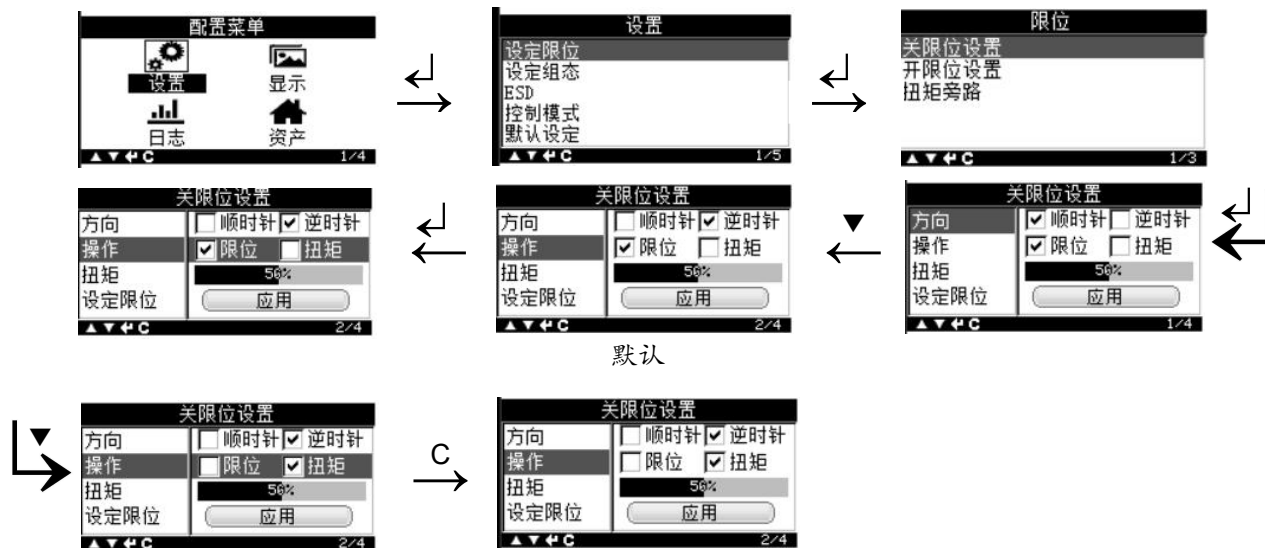 配置菜单
设置
显示
日志
资产
▲ ▼ ↵ C 1/4
↵
设置
设定限位
设定组态
ESD
控制模式
默认设定
▲ ▼ ↵ C 1/5
↵
限位
关限位设置
开限位设置
扭矩旁路
▲ ▼ ↵ C 1/3
关限位设置
方向 顺时针 逆时针
操作 限位 扭矩
扭矩 50%
设定限位 应用
▲ ▼ ↵ C 2/4
↵
关限位设置
方向 顺时针 逆时针
操作 限位 扭矩
扭矩 50%
设定限位 应用
▲ ▼ ↵ C 2/4
默认
▼
关限位设置
方向 顺时针 逆时针
操作 限位 扭矩
扭矩 50%
设定限位 应用
▲ ▼ ↵ C 1/4
↵
▼
关限位设置
方向 顺时针 逆时针
操作 限位 扭矩
扭矩 50%
设定限位 应用
▲ ▼ ↵ C 2/4
C
关限位设置
方向 顺时针 逆时针
操作 限位 扭矩
扭矩 50%
设定限位 应用
▲ ▼ ↵ C 2/4